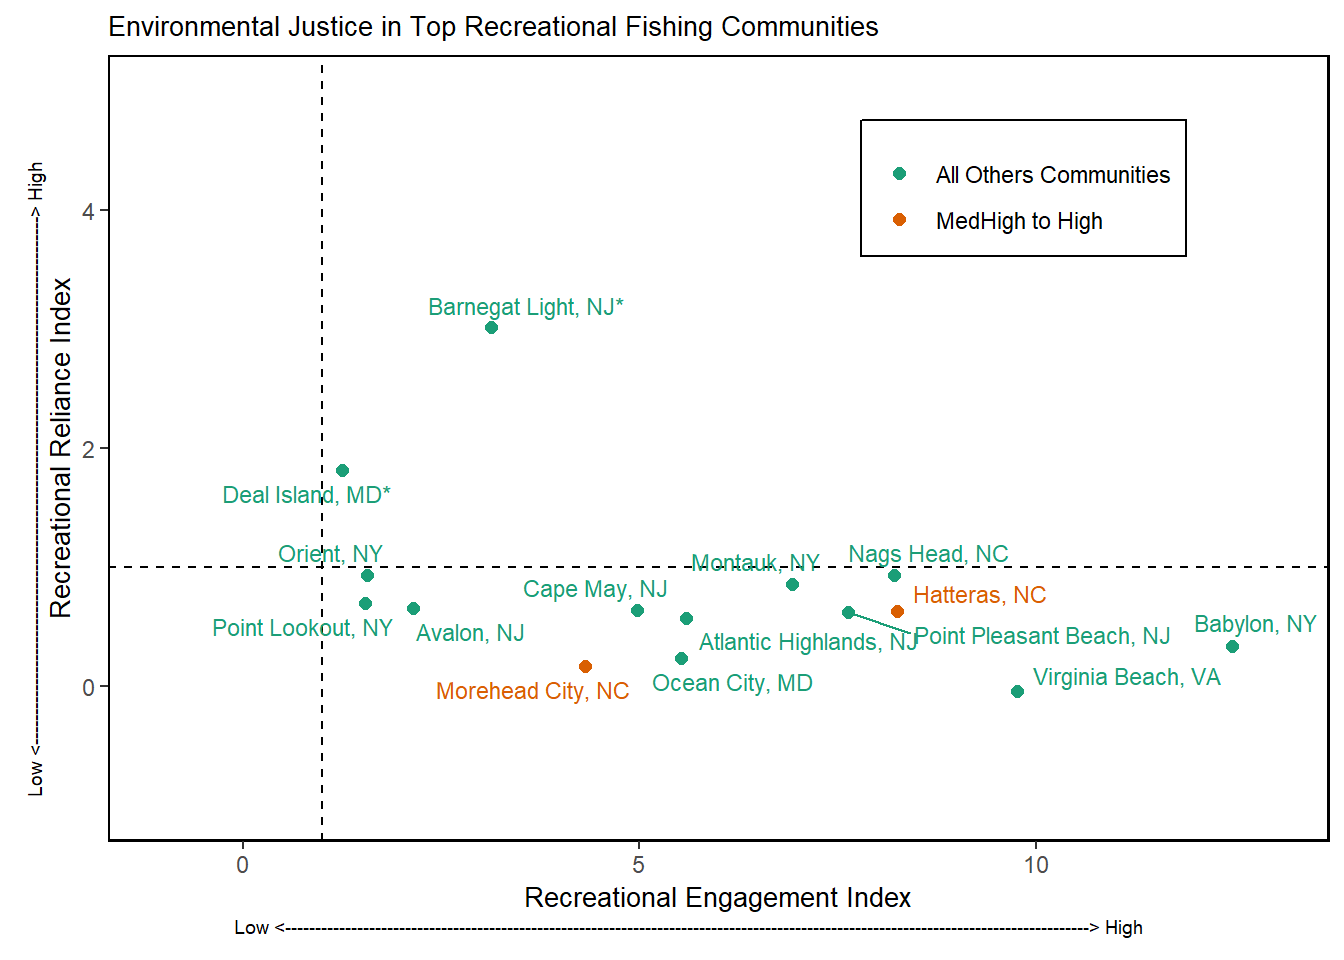 Environmental Justice in Top Recreational Fishing Communities
All Others Communities
MedHigh to High
Low <---------------------------------------------------------------------------------------> High
Recreational Reliance Index
4
2
0
Barnegat Light, NJ*
Deal Island, MD*
Orient, NY
Montauk, NY
Nags Head, NC
Cape May, NJ
Hatteras, NC
Point Lookout, NY
Avalon, NJ
Atlantic Highlands, NJ
Point Pleasant Beach, NJ
Babylon, NY
Morehead City, NC
Ocean City, MD
Virginia Beach, VA
0
5
10
Recreational Engagement Index
Low <--------------------------------------------------------------------------------------------------------------------------------------> High